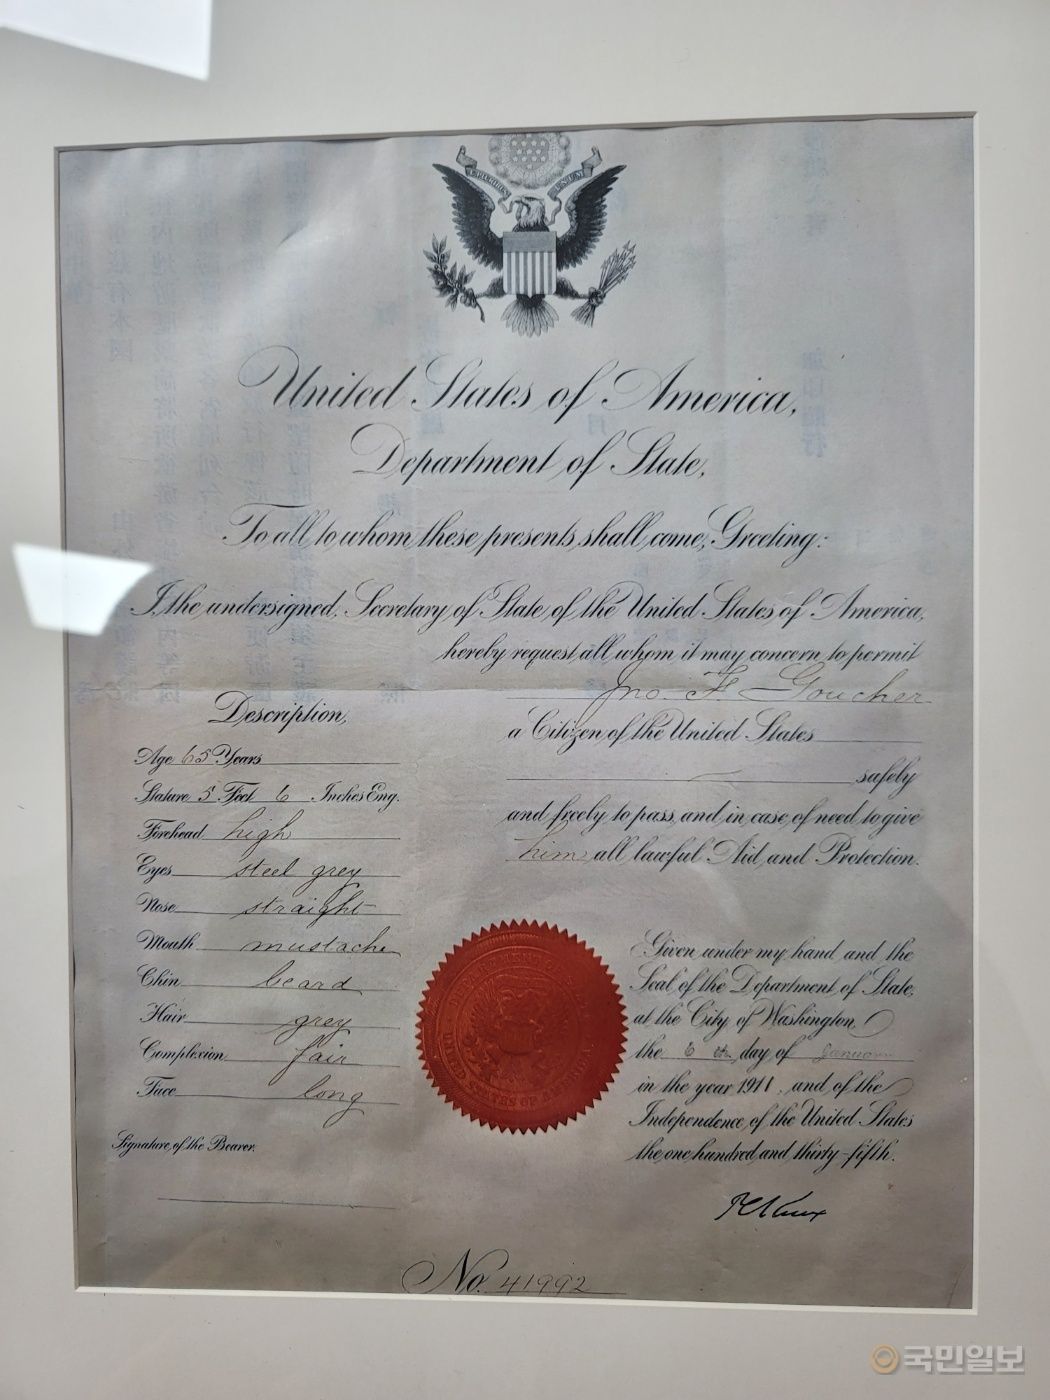 United States of America,
Department of State,
To all to whom these presents shall come, Greeting:
I, the undersigned, Secretary of State of the United States of America,
hereby request all whom it may concern to permit
Jno. F. Goucher
a Citizen of the United States
safely
and freely to pass, and in case of need to give
him all lawful Aid and Protection.
Description,
Age 65 Years
Stature 5 Feet 6 Inches Eng.
Forehead high
Eyes steel grey
Nose straight
Mouth mustache
Chin beard
Hair grey
Complexion fair
Face long
Signature of the Bearer.
Given under my hand and the
Seal of the Department of State,
at the City of Washington,
the 6 th day of January
in the year 1911, and of the
Independence of the United States
the one hundred and thirty-fifth.
P C Knox
No. 41992
국민일보